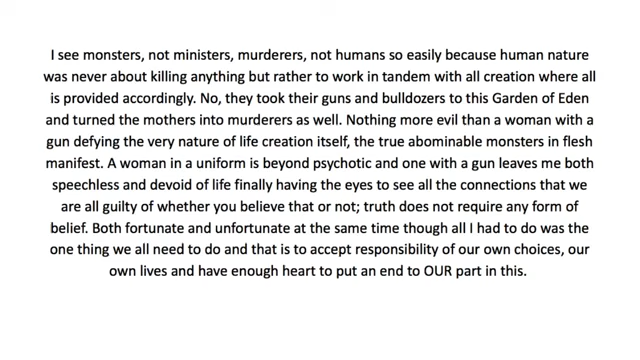 I see monsters, not ministers, murderers, not humans so easily because human nature
was never about killing anything but rather to work in tandem with all creation where all
is provided accordingly. No, they took their guns and bulldozers to this Garden of Eden
and turned the mothers into murderers as well. Nothing more evil than a woman with a
gun defying the very nature of life creation itself, the true abominable monsters in flesh
manifest. A woman in a uniform is beyond psychotic and one with a gun leaves me both
speechless and devoid of life finally having the eyes to see all the connections that we
are all guilty of whether you believe that or not; truth does not require any form of
belief. Both fortunate and unfortunate at the same time though all I had to do was the
one thing we all need to do and that is to accept responsibility of our own choices, our
own lives and have enough heart to put an end to OUR part in this.